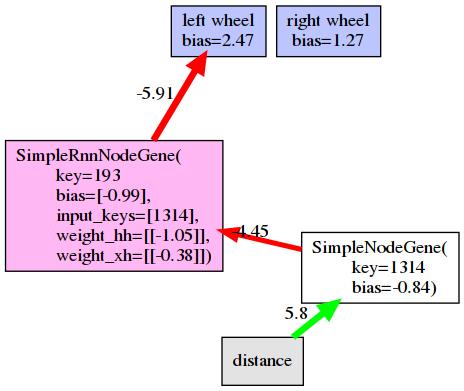 left wheel
bias=2.47
right wheel
bias=1.27
-5.91
SimpleRnnNodeGene(
key=193
bias=[-0.99],
input_keys=[1314],
weight_hh=[[-1.05]],
weight_xh=[[-0.38]])
-4.45
SimpleNodeGene(
key=1314
bias=-0.84)
5.8
distance